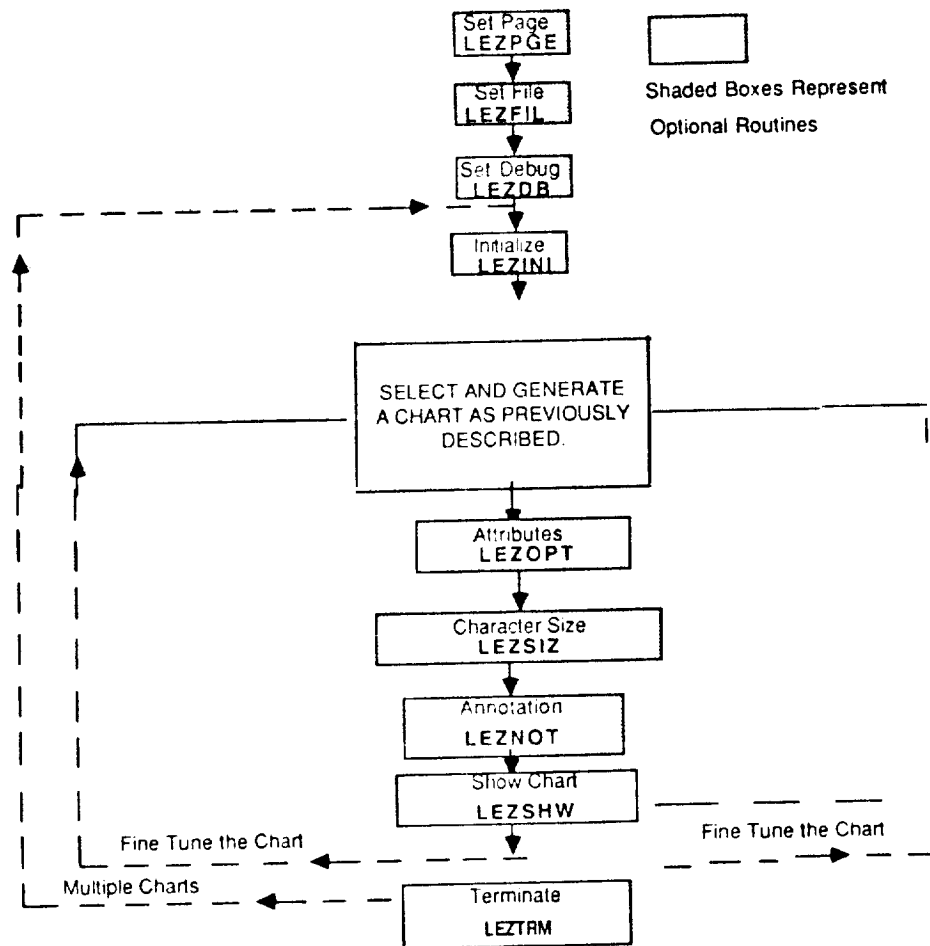 Set Page
LEZPGE
Set File
LEZFIL
Shaded Boxes Represent
Optional Routines
Set Debug
LEZDB
Initialize
LEZINI
SELECT AND GENERATE
A CHART AS PREVIOUSLY
DESCRIBED.
Attributes
LEZOPT
Character Size
LEZSIZ
Annotation
LEZNOT
Show Chart
LEZSHW
Fine Tune the Chart
Fine Tune the Chart
Multiple Charts
Terminate
LEZTRM